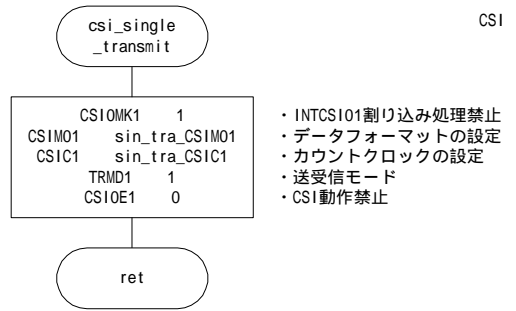 CSI
csi_single
_transmit
CSIOMK1 1
CSIMO1 sin_tra_CSIMO1
CSIC1 sin_tra_CSIC1
TRMD1 1
CSIOE1 0
・INTCSIO1割り込み処理禁止
・データフォーマットの設定
・カウントクロックの設定
・送受信モード
・CSI動作禁止
ret